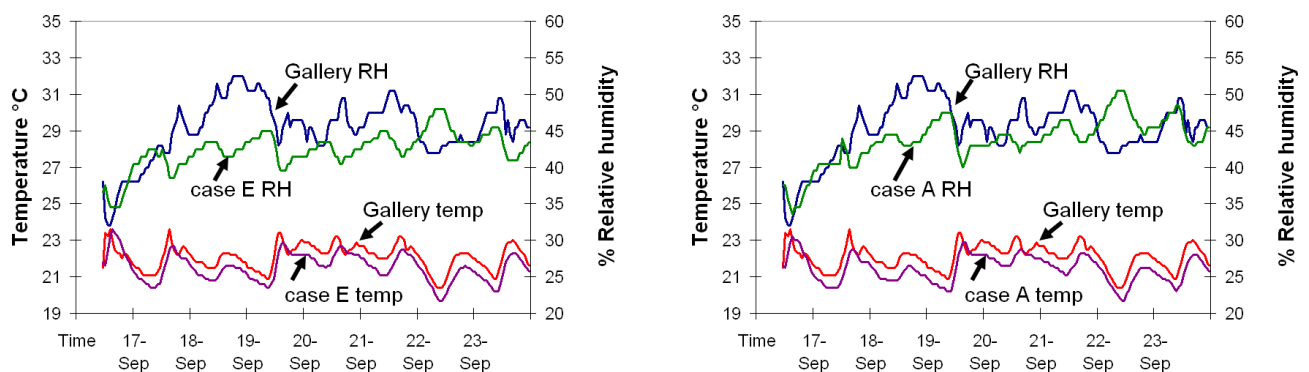 35
33
31
29
27
25
23
21
19
Temperature °C
60
55
50
45
40
35
30
25
20
% Relative humidity
Gallery RH
case E RH
Gallery temp
case E temp
Time
17-
Sep
18-
Sep
19-
Sep
20-
Sep
21-
Sep
22-
Sep
23-
Sep
35
33
31
29
27
25
23
21
19
Temperature °C
60
55
50
45
40
35
30
25
20
% Relative humidity
Gallery RH
case A RH
Gallery temp
case A temp
Time
17-
Sep
18-
Sep
19-
Sep
20-
Sep
21-
Sep
22-
Sep
23-
Sep